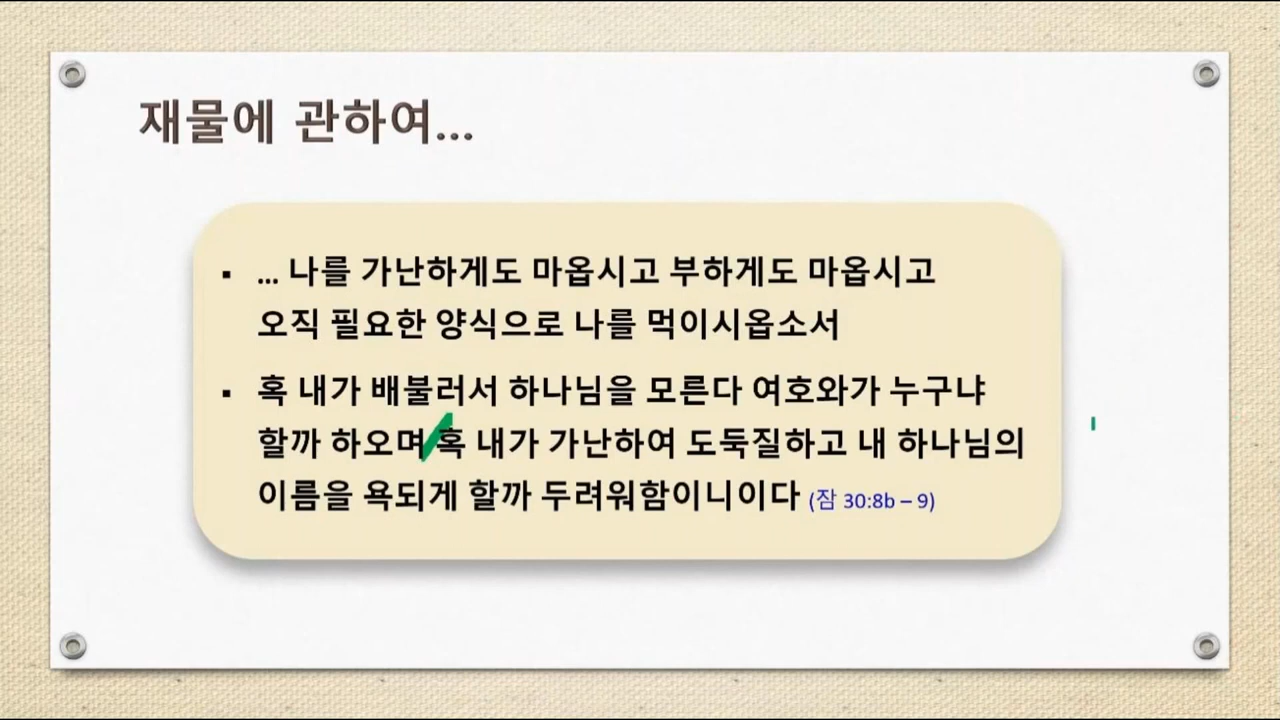 재물에 관하여...
▪ ... 나를 가난하게도 마옵시고 부하게도 마옵시고
오직 필요한 양식으로 나를 먹이시옵소서
▪ 혹 내가 배불러서 하나님을 모른다 여호와가 누구냐
할까 하오며 혹 내가 가난하여 도둑질하고 내 하나님의
이름을 욕되게 할까 두려워함이니이다 (잠 30:8b – 9)